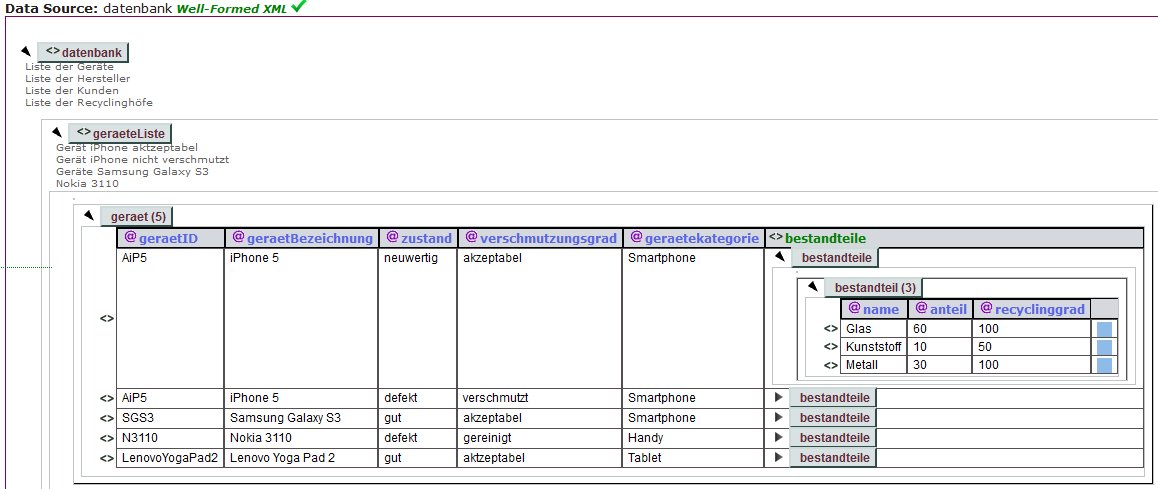 Data Source: datenbank Well-Formed XML
<> datenbank
Liste der Geräte
Liste der Hersteller
Liste der Kunden
Liste der Recyclinghöfe
<> geraeteListe
Gerät iPhone aktzeptabel
Gerät iPhone nicht verschmutzt
Geräte Samsung Galaxy S3
Nokia 3110
geraet (5)
@ geraetID @ geraetBezeichnung @ zustand @ verschmutzungsgrad @ geraetekategorie <> bestandteile
<> AiP5 iPhone 5 neuwertig akzeptabel Smartphone bestandteile
bestandteil (3)
@ name @ anteil @ recyclinggrad
<> Glas 60 100
<> Kunststoff 10 50
<> Metall 30 100
<> AiP5 iPhone 5 defekt verschmutzt Smartphone bestandteile
<> SGS3 Samsung Galaxy S3 gut akzeptabel Smartphone bestandteile
<> N3110 Nokia 3110 defekt gereinigt Handy bestandteile
<> LenovoYogaPad2 Lenovo Yoga Pad 2 gut aktzeptabel Tablet bestandteile